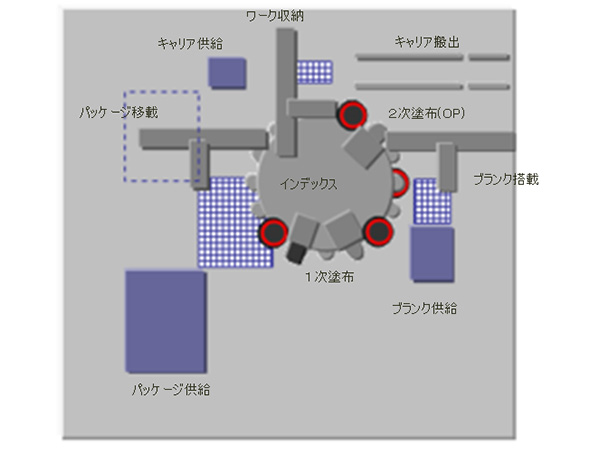 ワーク収納
キャリア供給
キャリア搬出
パッケージ移載
2次塗布(OP)
インデックス
ブランク搭載
1次塗布
ブランク供給
パッケージ供給